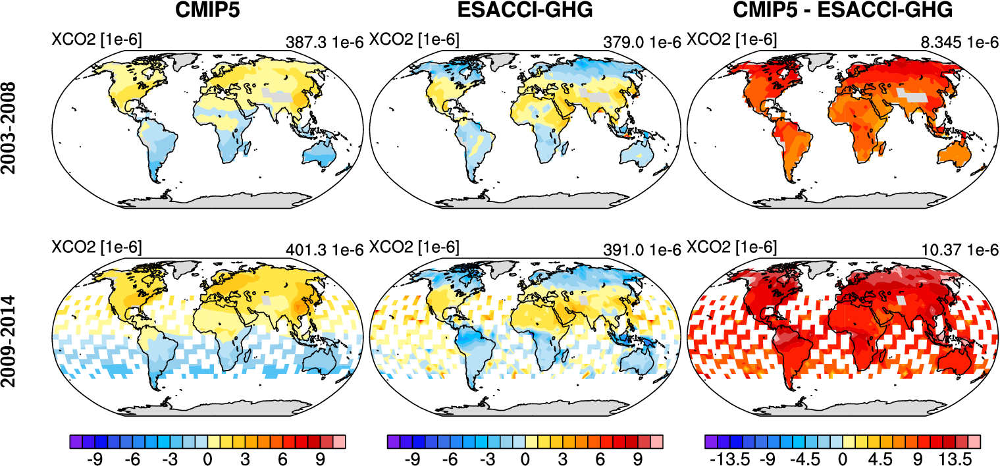 CMIP5 ESACCI-GHG CMIP5 - ESACCI-GHG
2003-2008
XCO2 [1e-6] 387.3 1e-6 XCO2 [1e-6] 379.0 1e-6 XCO2 [1e-6] 8.345 1e-6
2009-2014
XCO2 [1e-6] 401.3 1e-6 XCO2 [1e-6] 391.0 1e-6 XCO2 [1e-6] 10.37 1e-6
-9 -6 -3 0 3 6 9 -9 -6 -3 0 3 6 9 -13.5 -9 -4.5 0 4.5 9 13.5